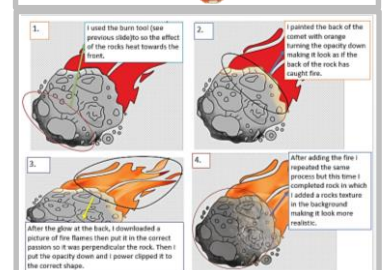 1.
I used the burn tool (see
previous slide)to so the effect
of the rocks heat towards the
front.
2.
I painted the back of the
comet with orange
turning the opacity down
making it look as if the
back of the rock has
caught fire.
3.
After the glow at the back, I downloaded a
picture of fire flames then put it in the correct
passion so it was perpendicular the rock. Then I
put the opacity down and I power clipped it to
the correct shape.
4.
After adding the fire I
repeated the same
process but this time I
completed rock in which
I added a rocks texture
in the background
making it look more
realistic.